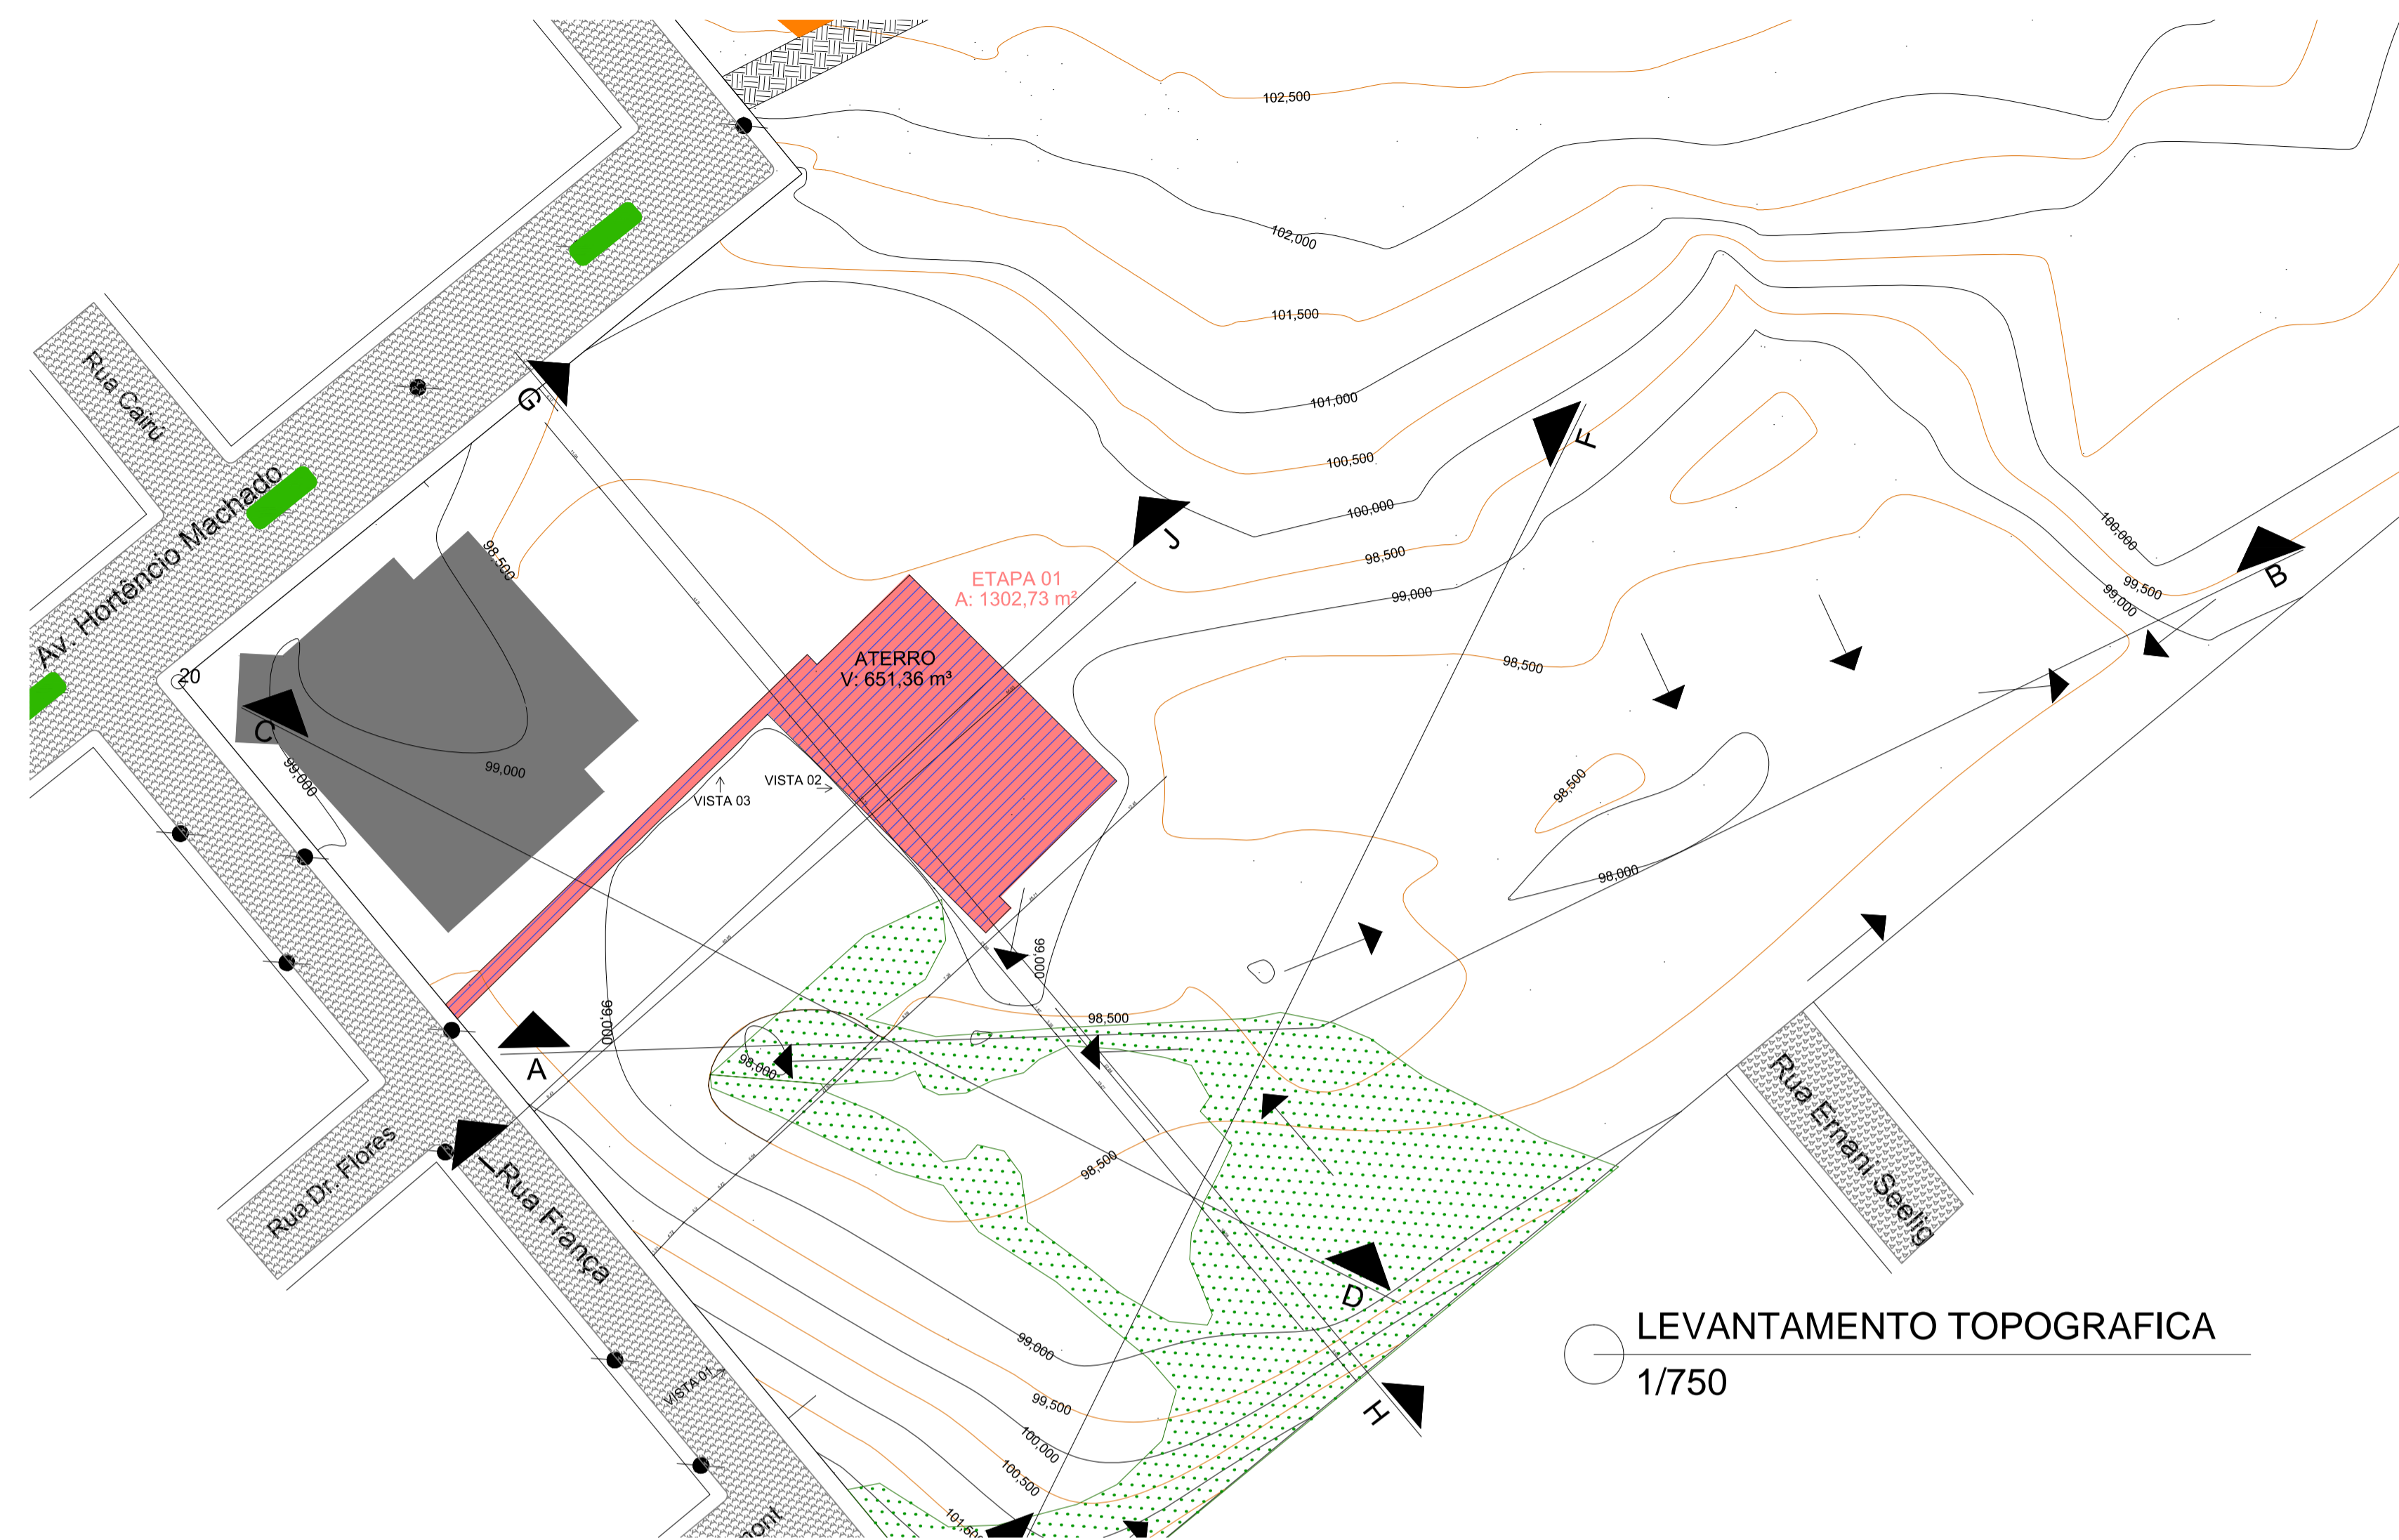 102,500
102,000
101,500
101,000
100,500
100,000
98,500
99,000
98,500
Rua Cairú
G
F
J
100,000
99,500
99,000
B
Av. Hortêncio Machado
98,500
ETAPA 01
A: 1302,73 m²
ATERRO
V: 651,36 m³
20
C
99,000
99,000
VISTA 02
VISTA 03
98,500
98,000
99,000
99,000
98,500
A
98,000
Rua Dr. Flores
I
Rua França
98,500
Rua Ernani Seelig
D
99,000
99,500
100,000
100,500
101,500
H
VISTA 01
LEVANTAMENTO TOPOGRAFICA
1/750